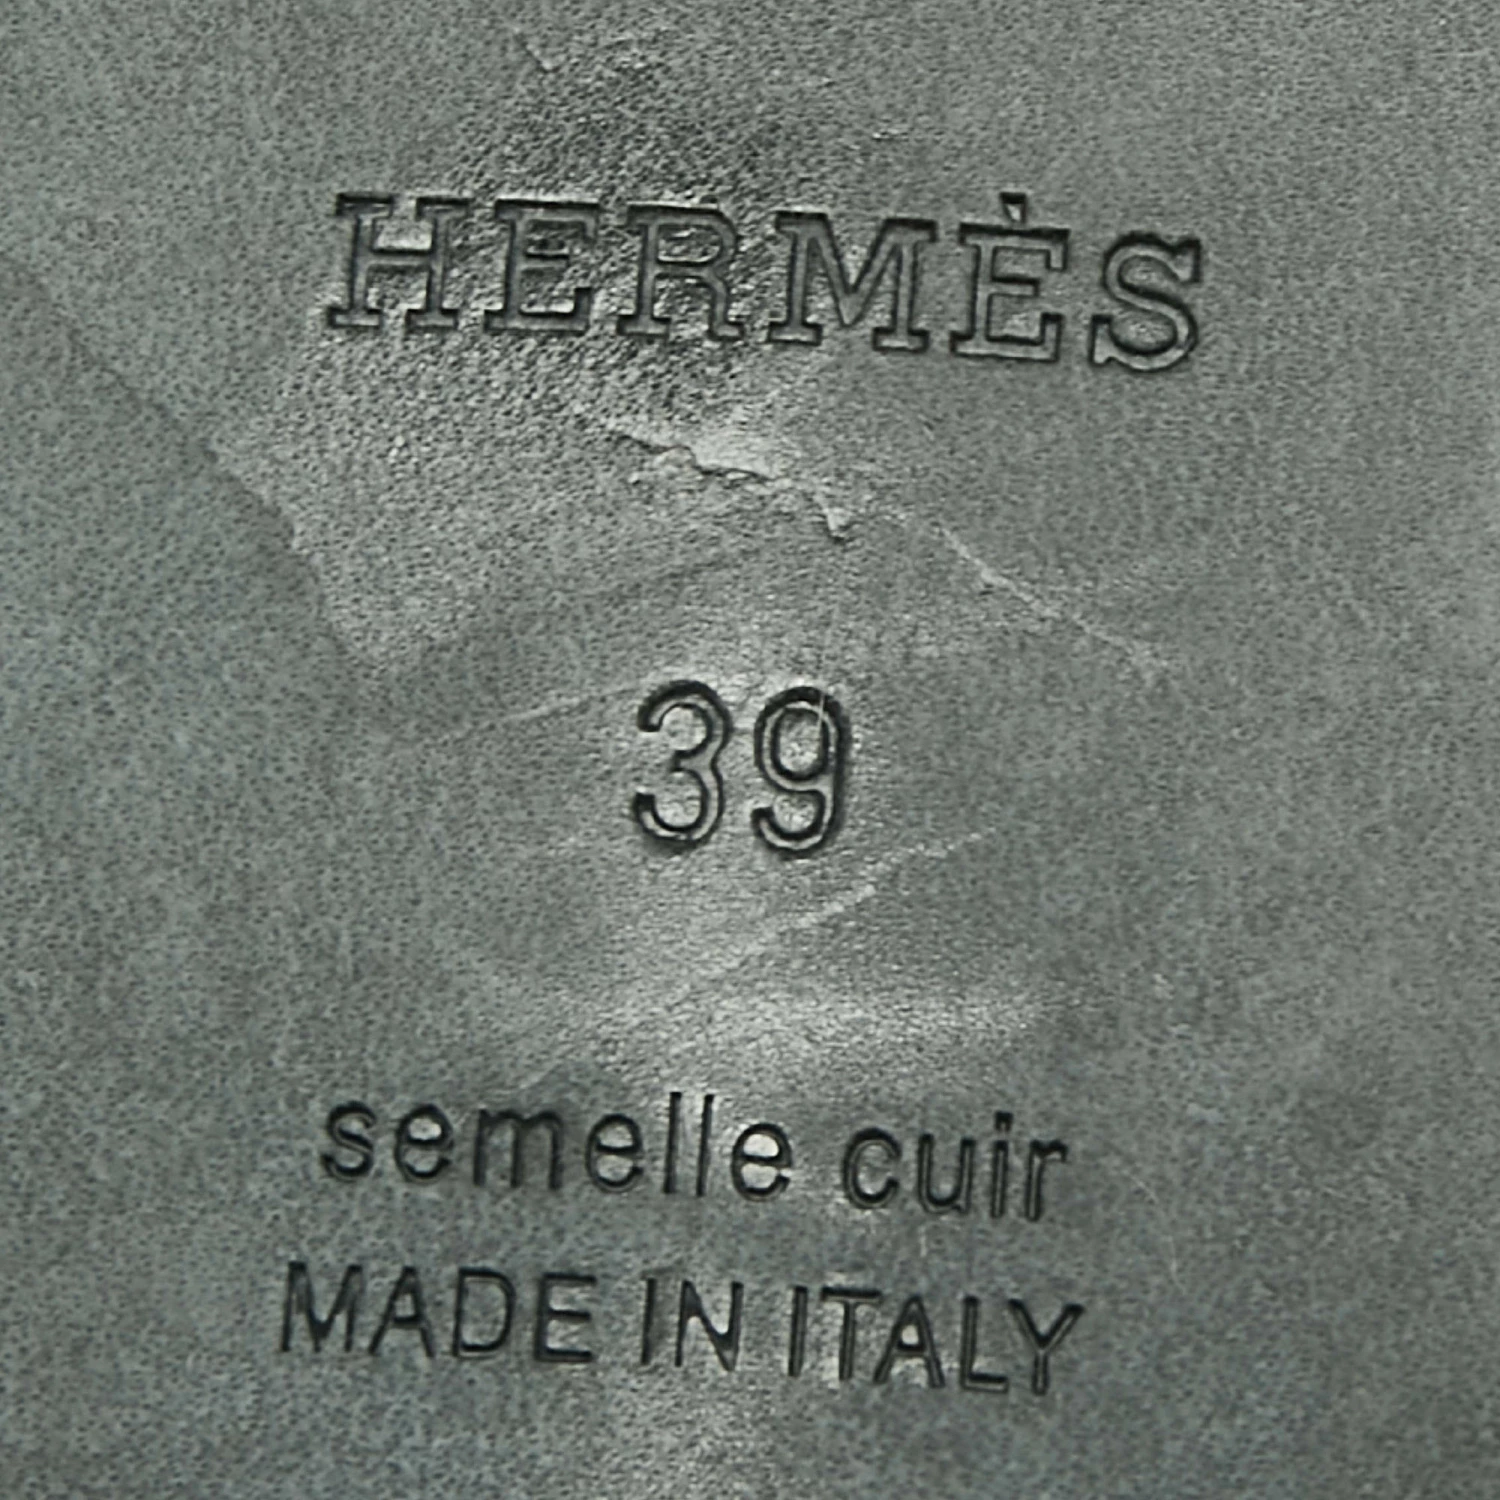 HERMÈS
39
semelle cuir
MADE IN ITALY